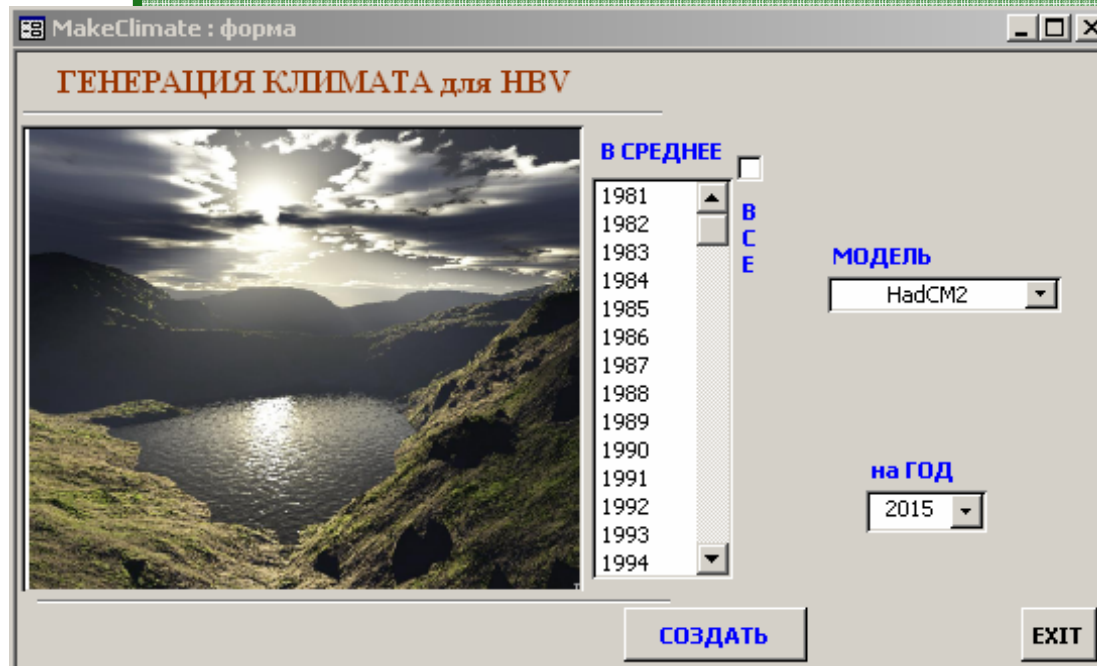 MakeClimate : форма
ГЕНЕРАЦИЯ КЛИМАТА для HBV
В СРЕДНЕЕ
1981
1982
1983
1984
1985
1986
1987
1988
1989
1990
1991
1992
1993
1994
В
С
Е
МОДЕЛЬ
HadCM2
на ГОД
2015
СОЗДАТЬ
EXIT